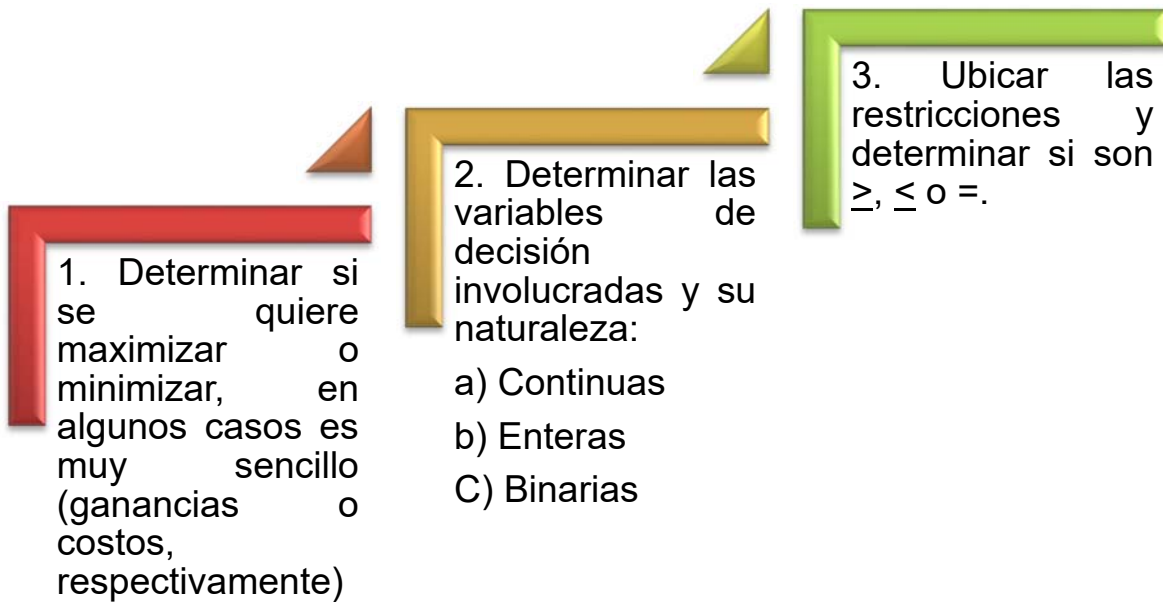 1. Determinar si
se quiere
maximizar o
minimizar, en
algunos casos es
muy sencillo
(ganancias o
costos,
respectivamente)
2. Determinar las
variables de
decisión
involucradas y su
naturaleza:
a) Continuas
b) Enteras
C) Binarias
3. Ubicar las
restricciones y
determinar si son
≥, ≤ o =.